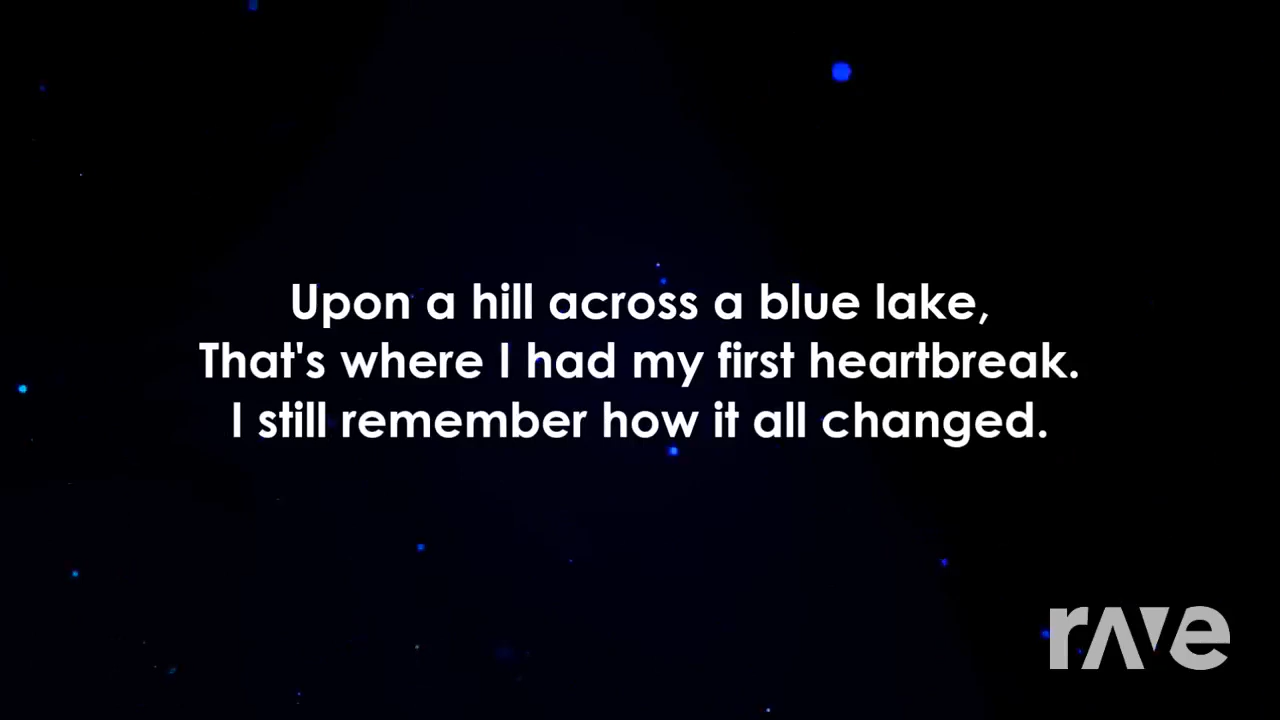 Upon a hill across a blue lake,
That's where I had my first heartbreak.
I still remember how it all changed.
rave